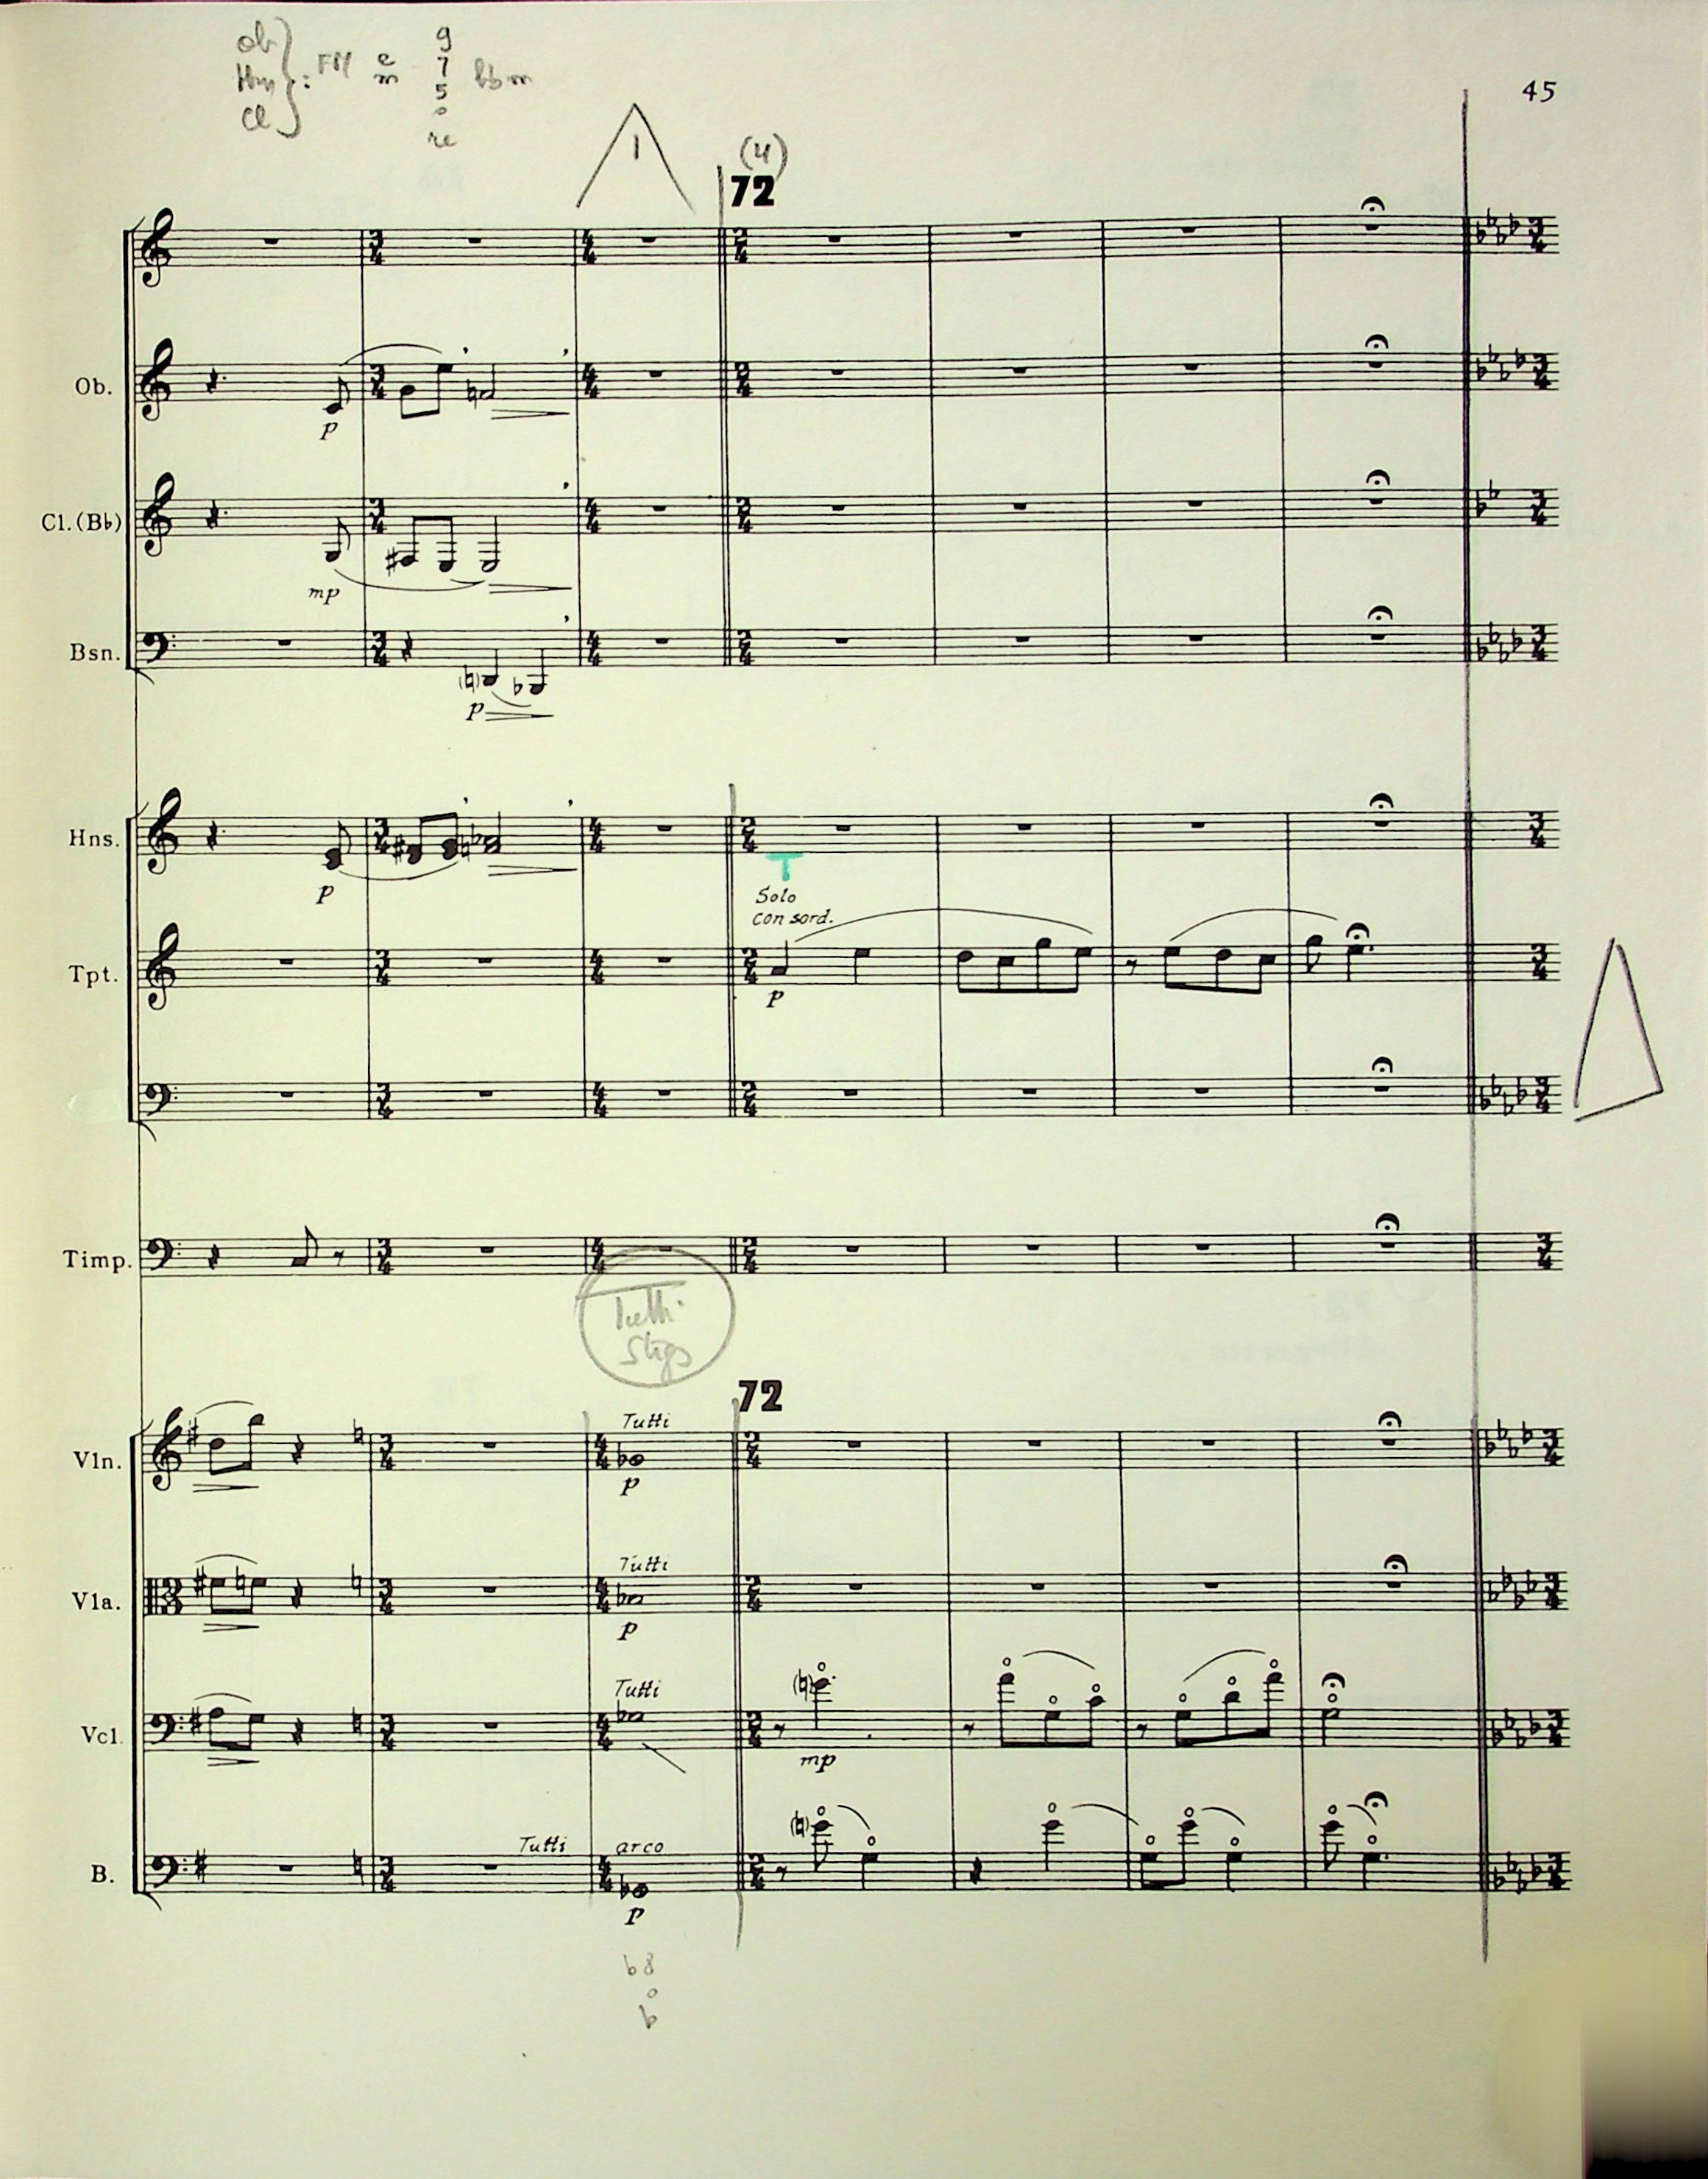 ob
Hn
Cl
: FM
e
m
9
7
5
bbm
45
1
(4)
72
Ob.
p
Cl.(B♭)
mp
Bsn.
p
Hns.
p
T
Solo
con sord.
Tpt.
p
Timp.
Tutti
Stgs
72
Vln.
Tutti
p
Vla.
Tutti
p
Vcl.
Tutti
mp
B.
Tutti
arco
p
b8
b